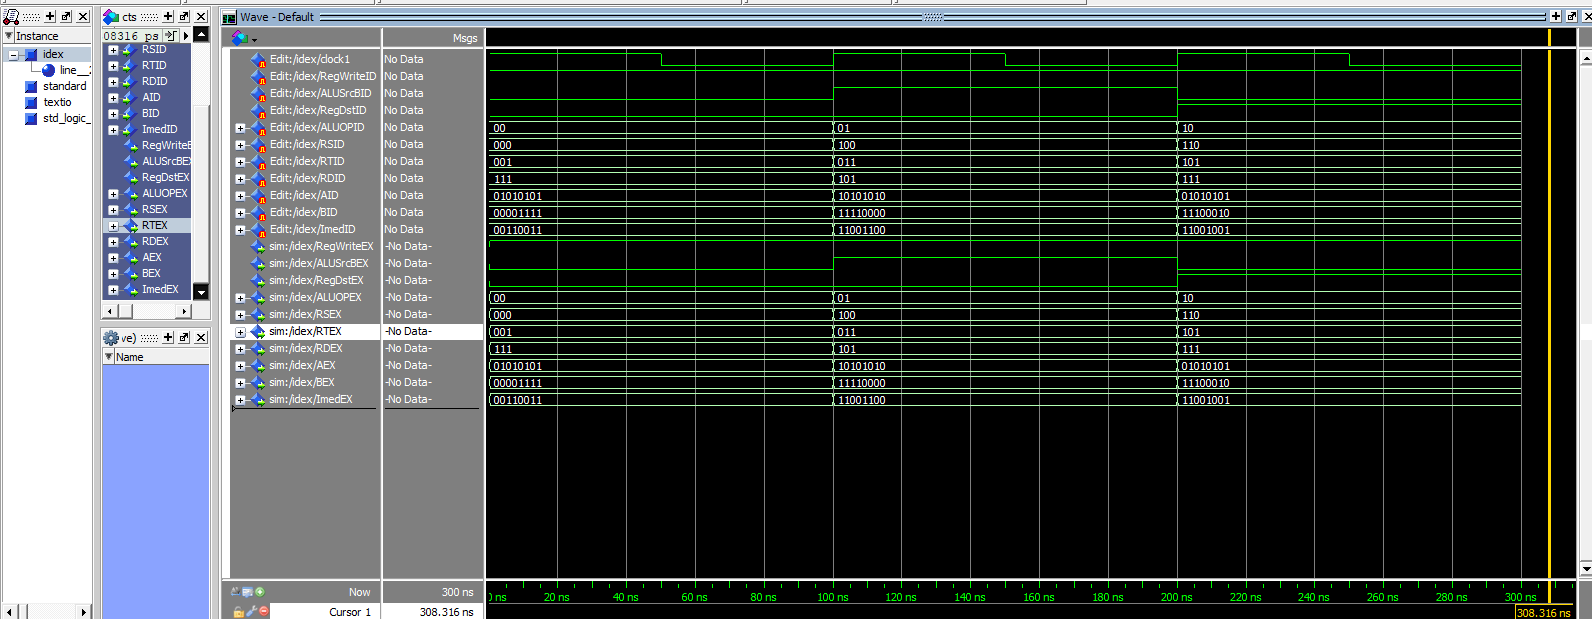 cts
Wave - Default
Instance
08316 ps
Msgs
idex
line__
standard
textio
std_logic_
RSID
RTID
RDID
AID
BID
ImedID
RegWriteE
ALUSrcBEX
RegDstEX
ALUOPEX
RSEX
RTEX
RDEX
AEX
BEX
ImedEX
ve)
Name
Edit:/idex/clock1 No Data
Edit:/idex/RegWriteID No Data
Edit:/idex/ALUSrcBID No Data
Edit:/idex/RegDstID No Data
Edit:/idex/ALUOPID No Data 00 01 10
Edit:/idex/RSID No Data 000 100 110
Edit:/idex/RTID No Data 001 011 101
Edit:/idex/RDID No Data 111 101 111
Edit:/idex/AID No Data 01010101 10101010 01010101
Edit:/idex/BID No Data 00001111 11110000 11100010
Edit:/idex/ImedID No Data 00110011 11001100 11001001
sim:/idex/RegWriteEX -No Data-
sim:/idex/ALUSrcBEX -No Data-
sim:/idex/RegDstEX -No Data-
sim:/idex/ALUOPEX -No Data- 00 01 10
sim:/idex/RSEX -No Data- 000 100 110
sim:/idex/RTEX -No Data- 001 011 101
sim:/idex/RDEX -No Data- 111 101 111
sim:/idex/AEX -No Data- 01010101 10101010 01010101
sim:/idex/BEX -No Data- 00001111 11110000 11100010
sim:/idex/ImedEX -No Data- 00110011 11001100 11001001
Now 300 ns
ns 20 ns 40 ns 60 ns 80 ns 100 ns 120 ns 140 ns 160 ns 180 ns 200 ns 220 ns 240 ns 260 ns 280 ns 300 ns
Cursor 1 308.316 ns
308.316 ns